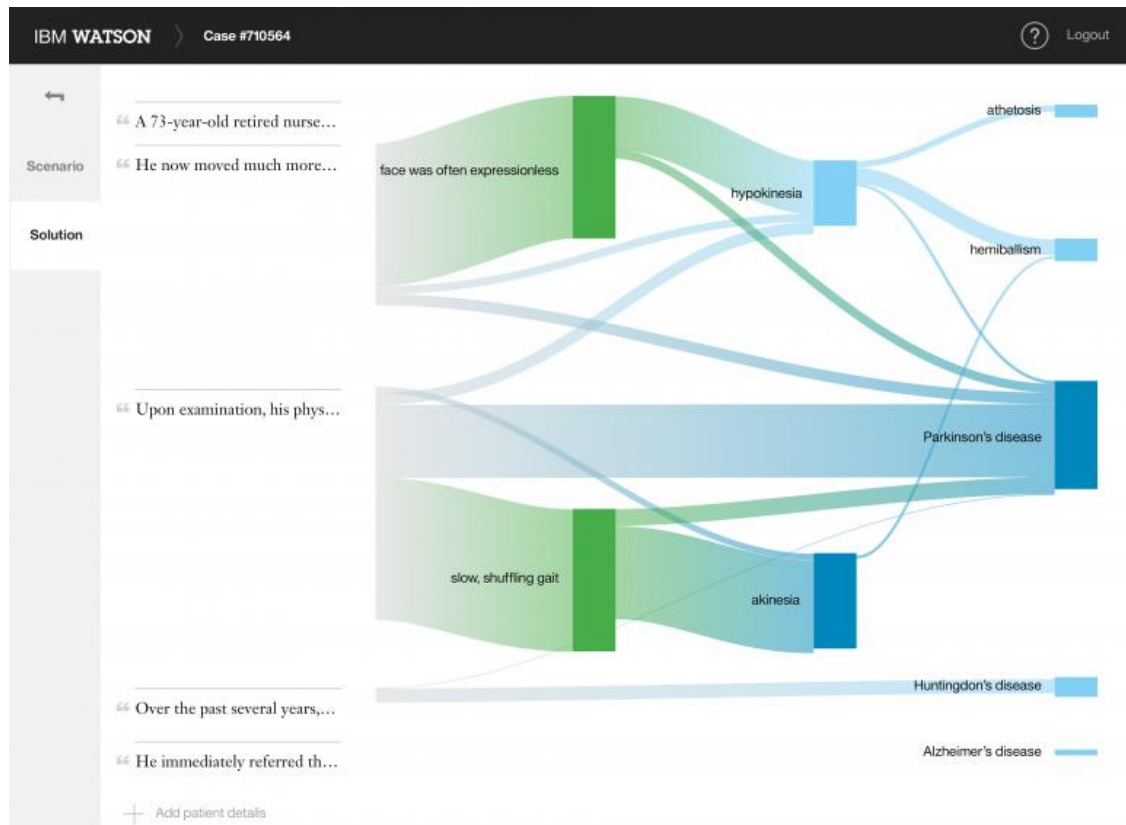 IBM WATSON
Case #710564
?
Logout
Scenario
Solution
“ A 73-year-old retired nurse…
“ He now moved much more…
“ Upon examination, his phys…
“ Over the past several years,…
“ He immediately referred th…
Add patient details
face was often expressionless
slow, shuffling gait
hypokinesia
akinesia
athetosis
hemiballism
Parkinson's disease
Huntingdon's disease
Alzheimer's disease